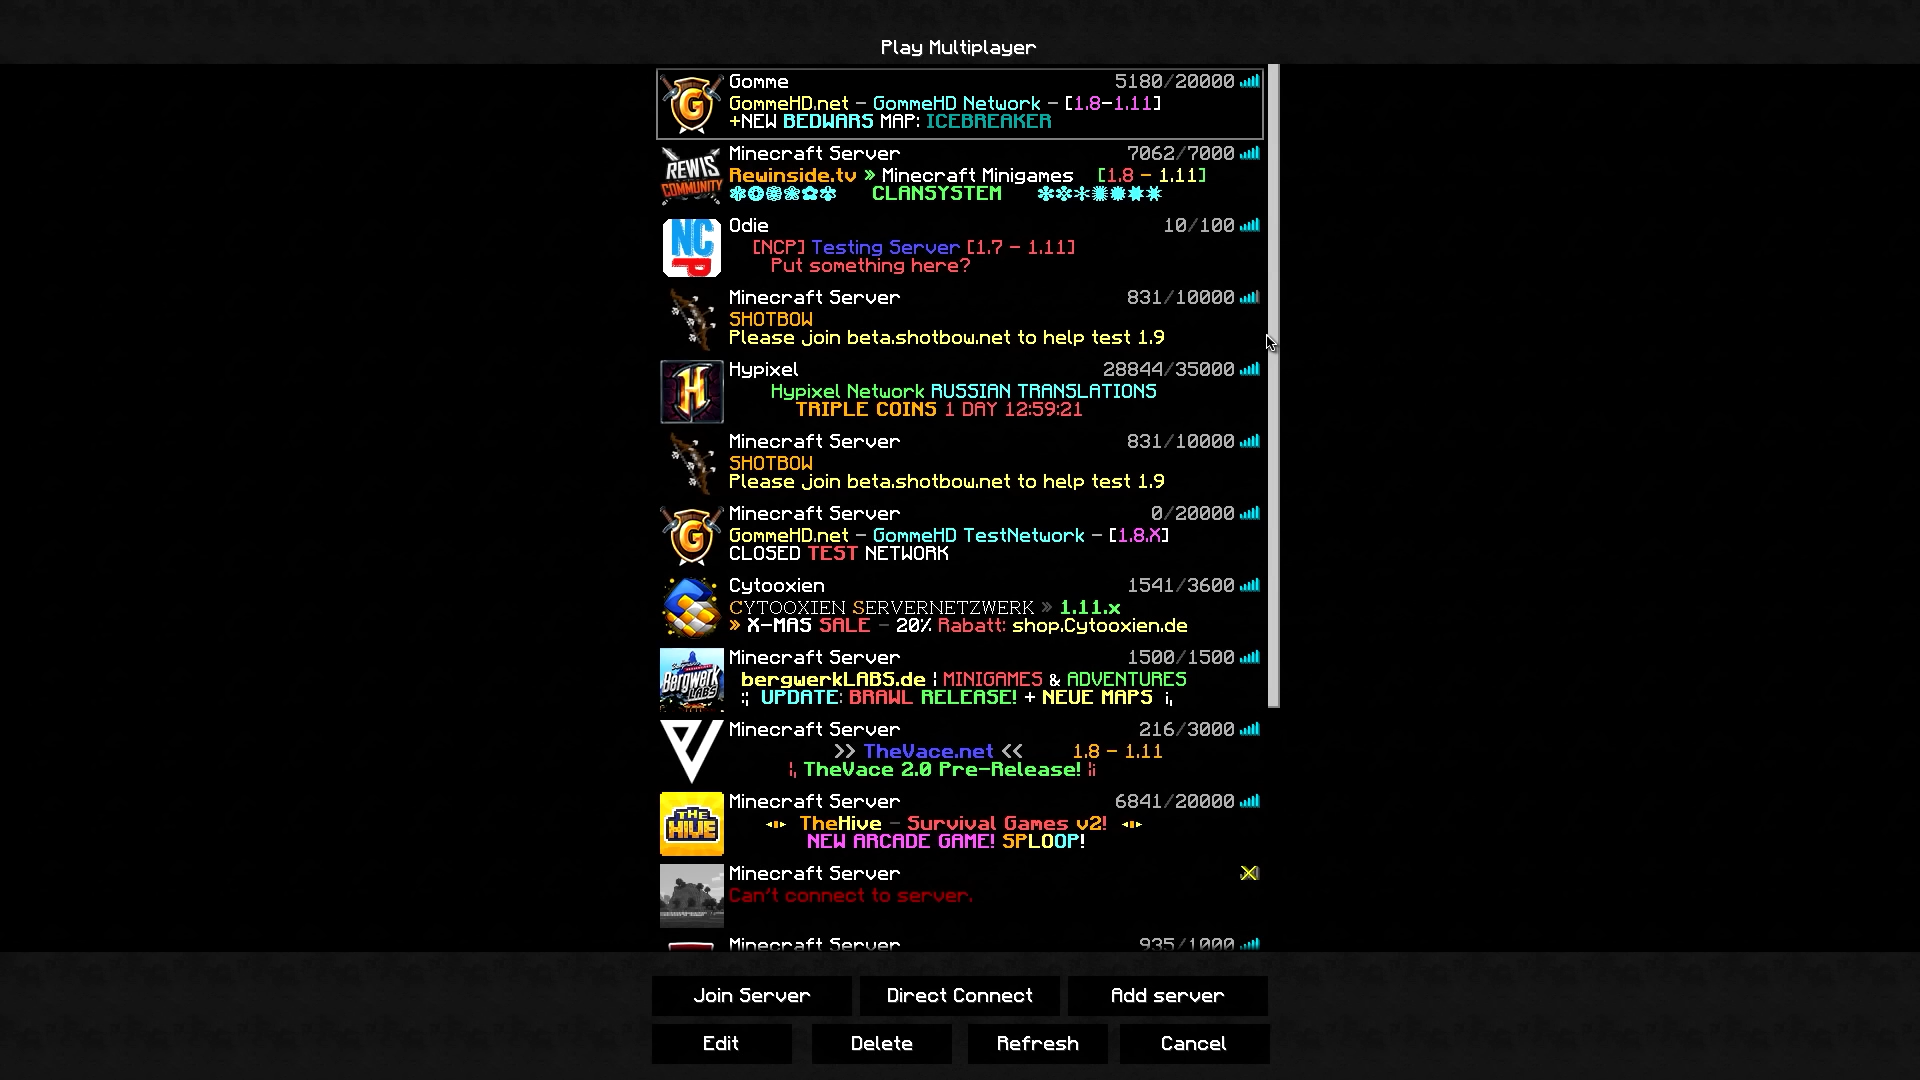 Play Multiplayer
Gomme 5180/20000
GommeHD.net - GommeHD Network - [1.8-1.11]
+NEW BEDWARS MAP: ICEBREAKER
REWIS COMMUNITY
Minecraft Server 7062/7000
Rewinside.tv » Minecraft Minigames [1.8 - 1.11]
CLANSYSTEM
NCP
Odie 10/100
[NCP] Testing Server [1.7 - 1.11]
Put something here?
Minecraft Server 831/10000
SHOTBOW
Please join beta.shotbow.net to help test 1.9
Hypixel 28844/35000
Hypixel Network RUSSIAN TRANSLATIONS
TRIPLE COINS 1 DAY 12:59:21
Minecraft Server 831/10000
SHOTBOW
Please join beta.shotbow.net to help test 1.9
Minecraft Server 0/20000
GommeHD.net - GommeHD TestNetwork - [1.8.X]
CLOSED TEST NETWORK
Cytooxien 1541/3600
CYTOOXIEN SERVERNETZWERK » 1.11.x
» X-MAS SALE - 20% Rabatt: shop.Cytooxien.de
Bergwerk LABS
Minecraft Server 1500/1500
bergwerkLABS.de ¦ MINIGAMES & ADVENTURES
UPDATE: BRAWL RELEASE! + NEUE MAPS
Minecraft Server 216/3000
>> TheVace.net << 1.8 - 1.11
TheVace 2.0 Pre-Release!
THE HIVE
Minecraft Server 6841/20000
TheHive - Survival Games v2!
NEW ARCADE GAME! SPLOOP!
Minecraft Server
Can't connect to server.
Minecraft Server 935/1000
Join Server Direct Connect Add server
Edit Delete Refresh Cancel